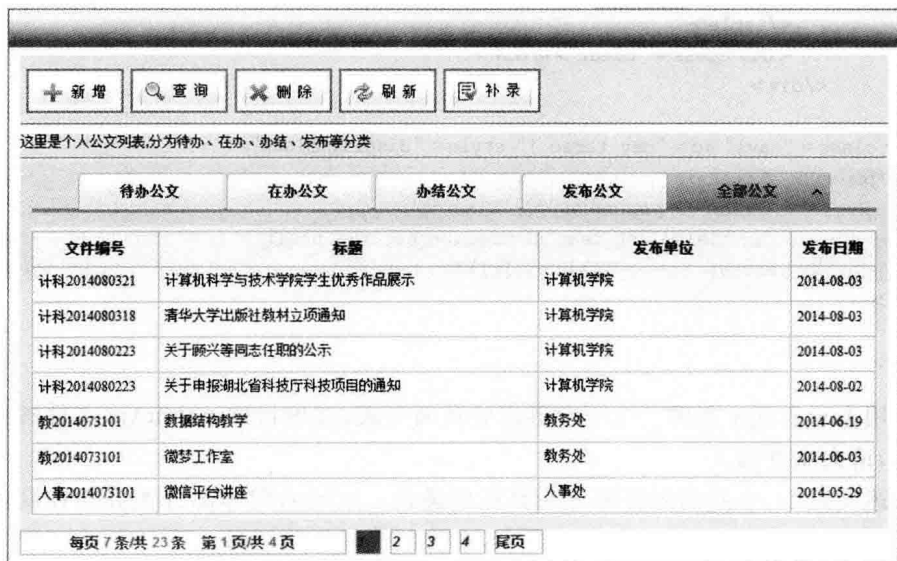 新增 查询 删除 刷新 补录
这里是个人公文列表,分为待办、在办、办结、发布等分类
待办公文 在办公文 办结公文 发布公文 全部公文
文件编号 标题 发布单位 发布日期
计科2014080321 计算机科学与技术学院学生优秀作品展示 计算机学院 2014-08-03
计科2014080318 清华大学出版社教材立项通知 计算机学院 2014-08-03
计科2014080223 关于顾兴等同志任职的公示 计算机学院 2014-08-03
计科2014080223 关于申报湖北省科技厅科技项目的通知 计算机学院 2014-08-02
教2014073101 数据结构教学 教务处 2014-06-19
教2014073101 微梦工作室 教务处 2014-06-03
人事2014073101 微信平台讲座 人事处 2014-05-29
每页7条/共23条 第1页/共4页 1 2 3 4 尾页